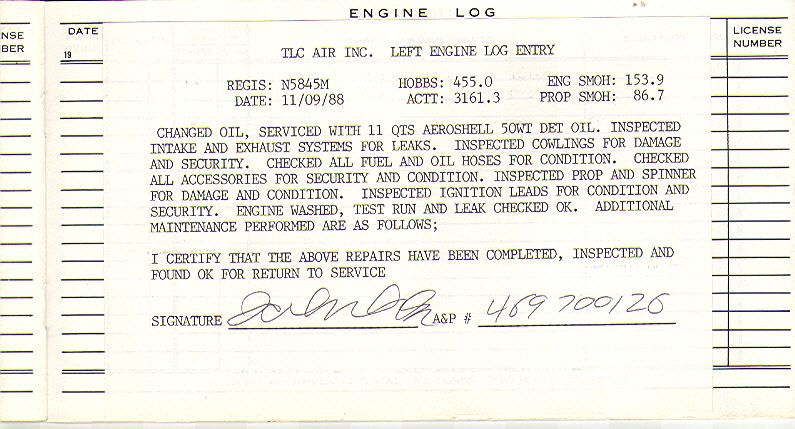 ENGINE LOG
NSE
BER
DATE
19
LICENSE
NUMBER
TLC AIR INC. LEFT ENGINE LOG ENTRY
REGIS: N5845M HOBBS: 455.0 ENG SMOH: 153.9
DATE: 11/09/88 ACTT: 3161.3 PROP SMOH: 86.7
CHANGED OIL, SERVICED WITH 11 QTS AEROSHELL 50WT DET OIL. INSPECTED
INTAKE AND EXHAUST SYSTEMS FOR LEAKS. INSPECTED COWLINGS FOR DAMAGE
AND SECURITY. CHECKED ALL FUEL AND OIL HOSES FOR CONDITION. CHECKED
ALL ACCESSORIES FOR SECURITY AND CONDITION. INSPECTED PROP AND SPINNER
FOR DAMAGE AND CONDITION. INSPECTED IGNITION LEADS FOR CONDITION AND
SECURITY. ENGINE WASHED, TEST RUN AND LEAK CHECKED OK. ADDITIONAL
MAINTENANCE PERFORMED ARE AS FOLLOWS;
I CERTIFY THAT THE ABOVE REPAIRS HAVE BEEN COMPLETED, INSPECTED AND
FOUND OK FOR RETURN TO SERVICE
SIGNATURE A&P # 469700126